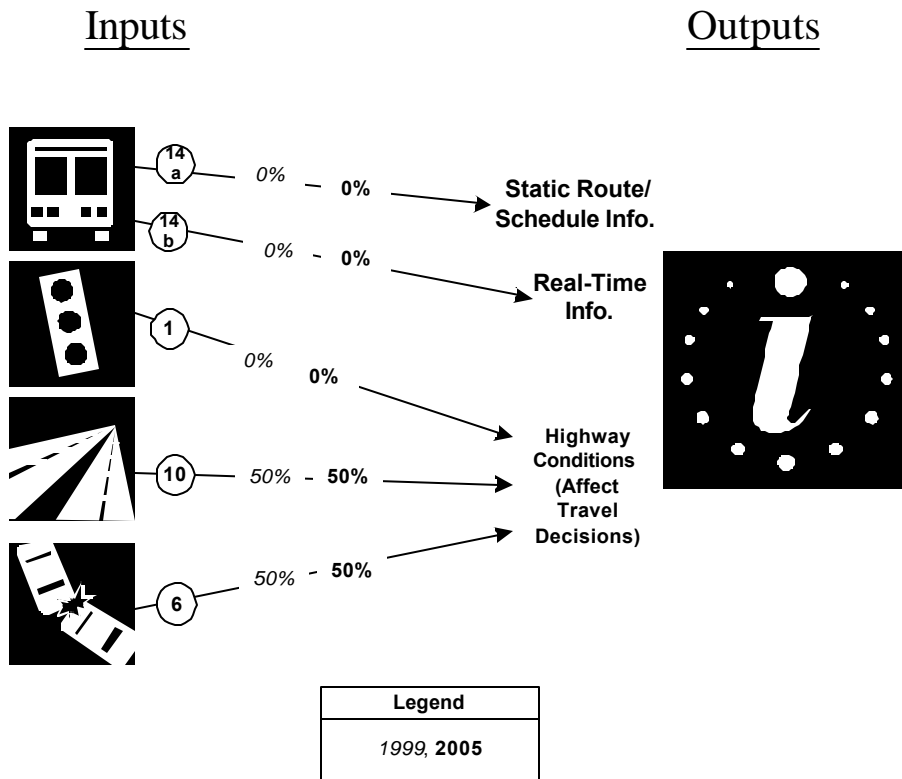 Inputs
Outputs
14
a
0%
0%
Static Route/
Schedule Info.
14
b
0%
0%
Real-Time
Info.
1
0%
0%
Highway
Conditions
(Affect
Travel
Decisions)
10
50%
50%
6
50%
50%
i
Legend
1999, 2005